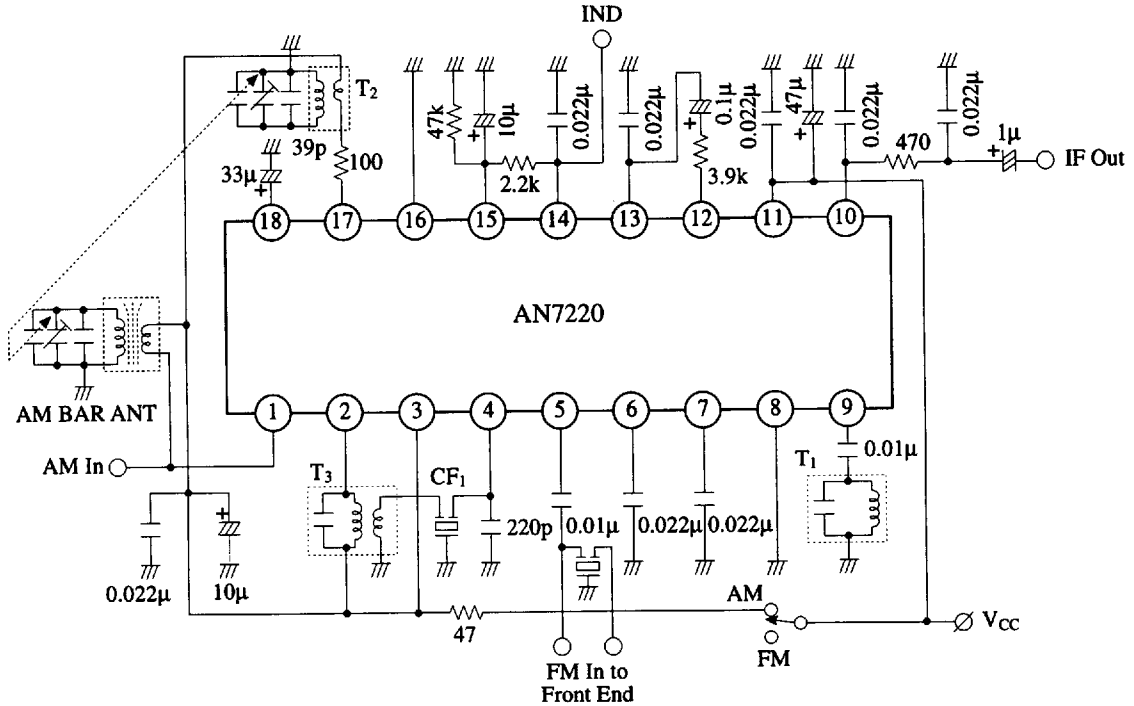 IND
T2
39p
33μ
100
47k
10μ
2.2k
0.022μ
0.022μ
0.1μ
3.9k
0.022μ
47μ
0.022μ
470
0.022μ
1μ
IF Out
18
17
16
15
14
13
12
11
10
AN7220
AM BAR ANT
1
2
3
4
5
6
7
8
9
AM In
T3
CF1
T1
0.01μ
220p
0.01μ
0.022μ
0.022μ
0.022μ
10μ
47
AM
FM
VCC
FM In to
Front End